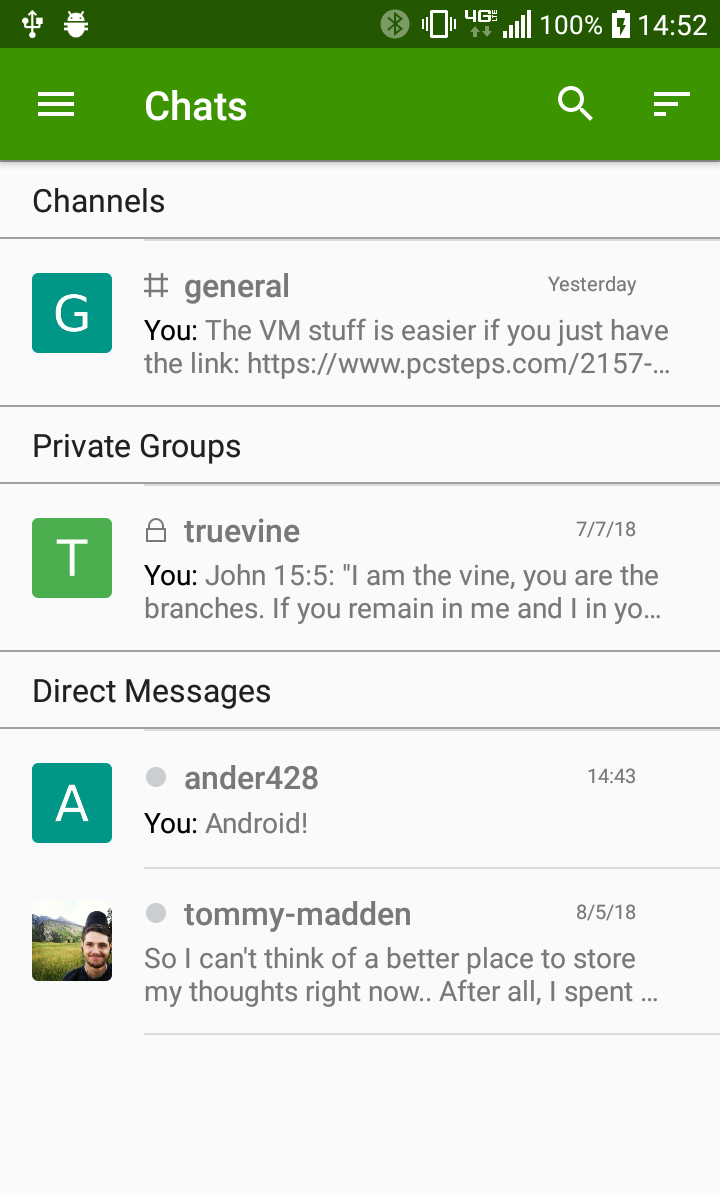 4G LTE 100% 14:52
Chats
Channels
G
general Yesterday
You: The VM stuff is easier if you just have
the link: https://www.pcsteps.com/2157-...
Private Groups
T
truevine 7/7/18
You: John 15:5: "I am the vine, you are the
branches. If you remain in me and I in yo...
Direct Messages
A
ander428 14:43
You: Android!
tommy-madden 8/5/18
So I can't think of a better place to store
my thoughts right now.. After all, I spent ...